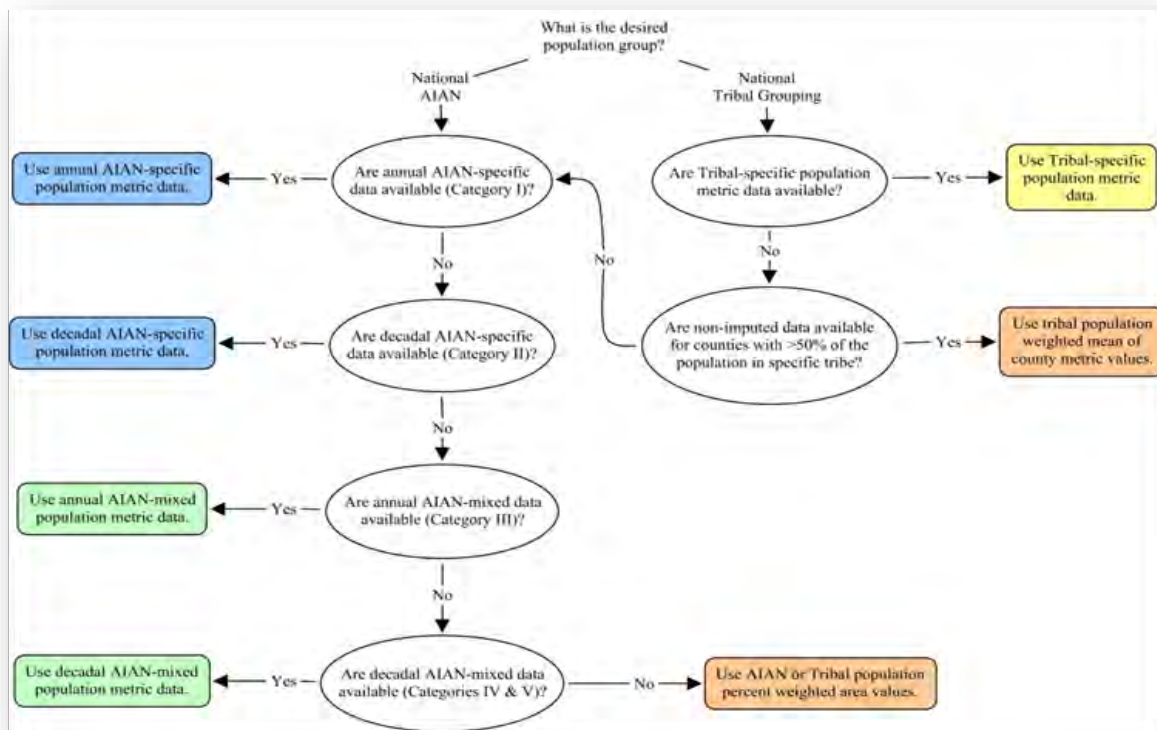 What is the desired
population group?
National
AIAN
National
Tribal Grouping
Use annual AIAN-specific
population metric data.
Yes
Are annual AIAN-specific
data available (Category I)?
Are Tribal-specific population
metric data available?
Yes
Use Tribal-specific
population metric
data.
No
No
No
Use decadal AIAN-specific
population metric data.
Yes
Are decadal AIAN-specific
data available (Category II)?
Are non-imputed data available
for counties with >50% of the
population in specific tribe?
Yes
Use tribal population
weighted mean of
county metric values.
No
Use annual AIAN-mixed
population metric data.
Yes
Are annual AIAN-mixed data
available (Category III)?
No
Use decadal AIAN-mixed
population metric data.
Yes
Are decadal AIAN-mixed data
available (Categories IV & V)?
No
Use AIAN or Tribal population
percent weighted area values.